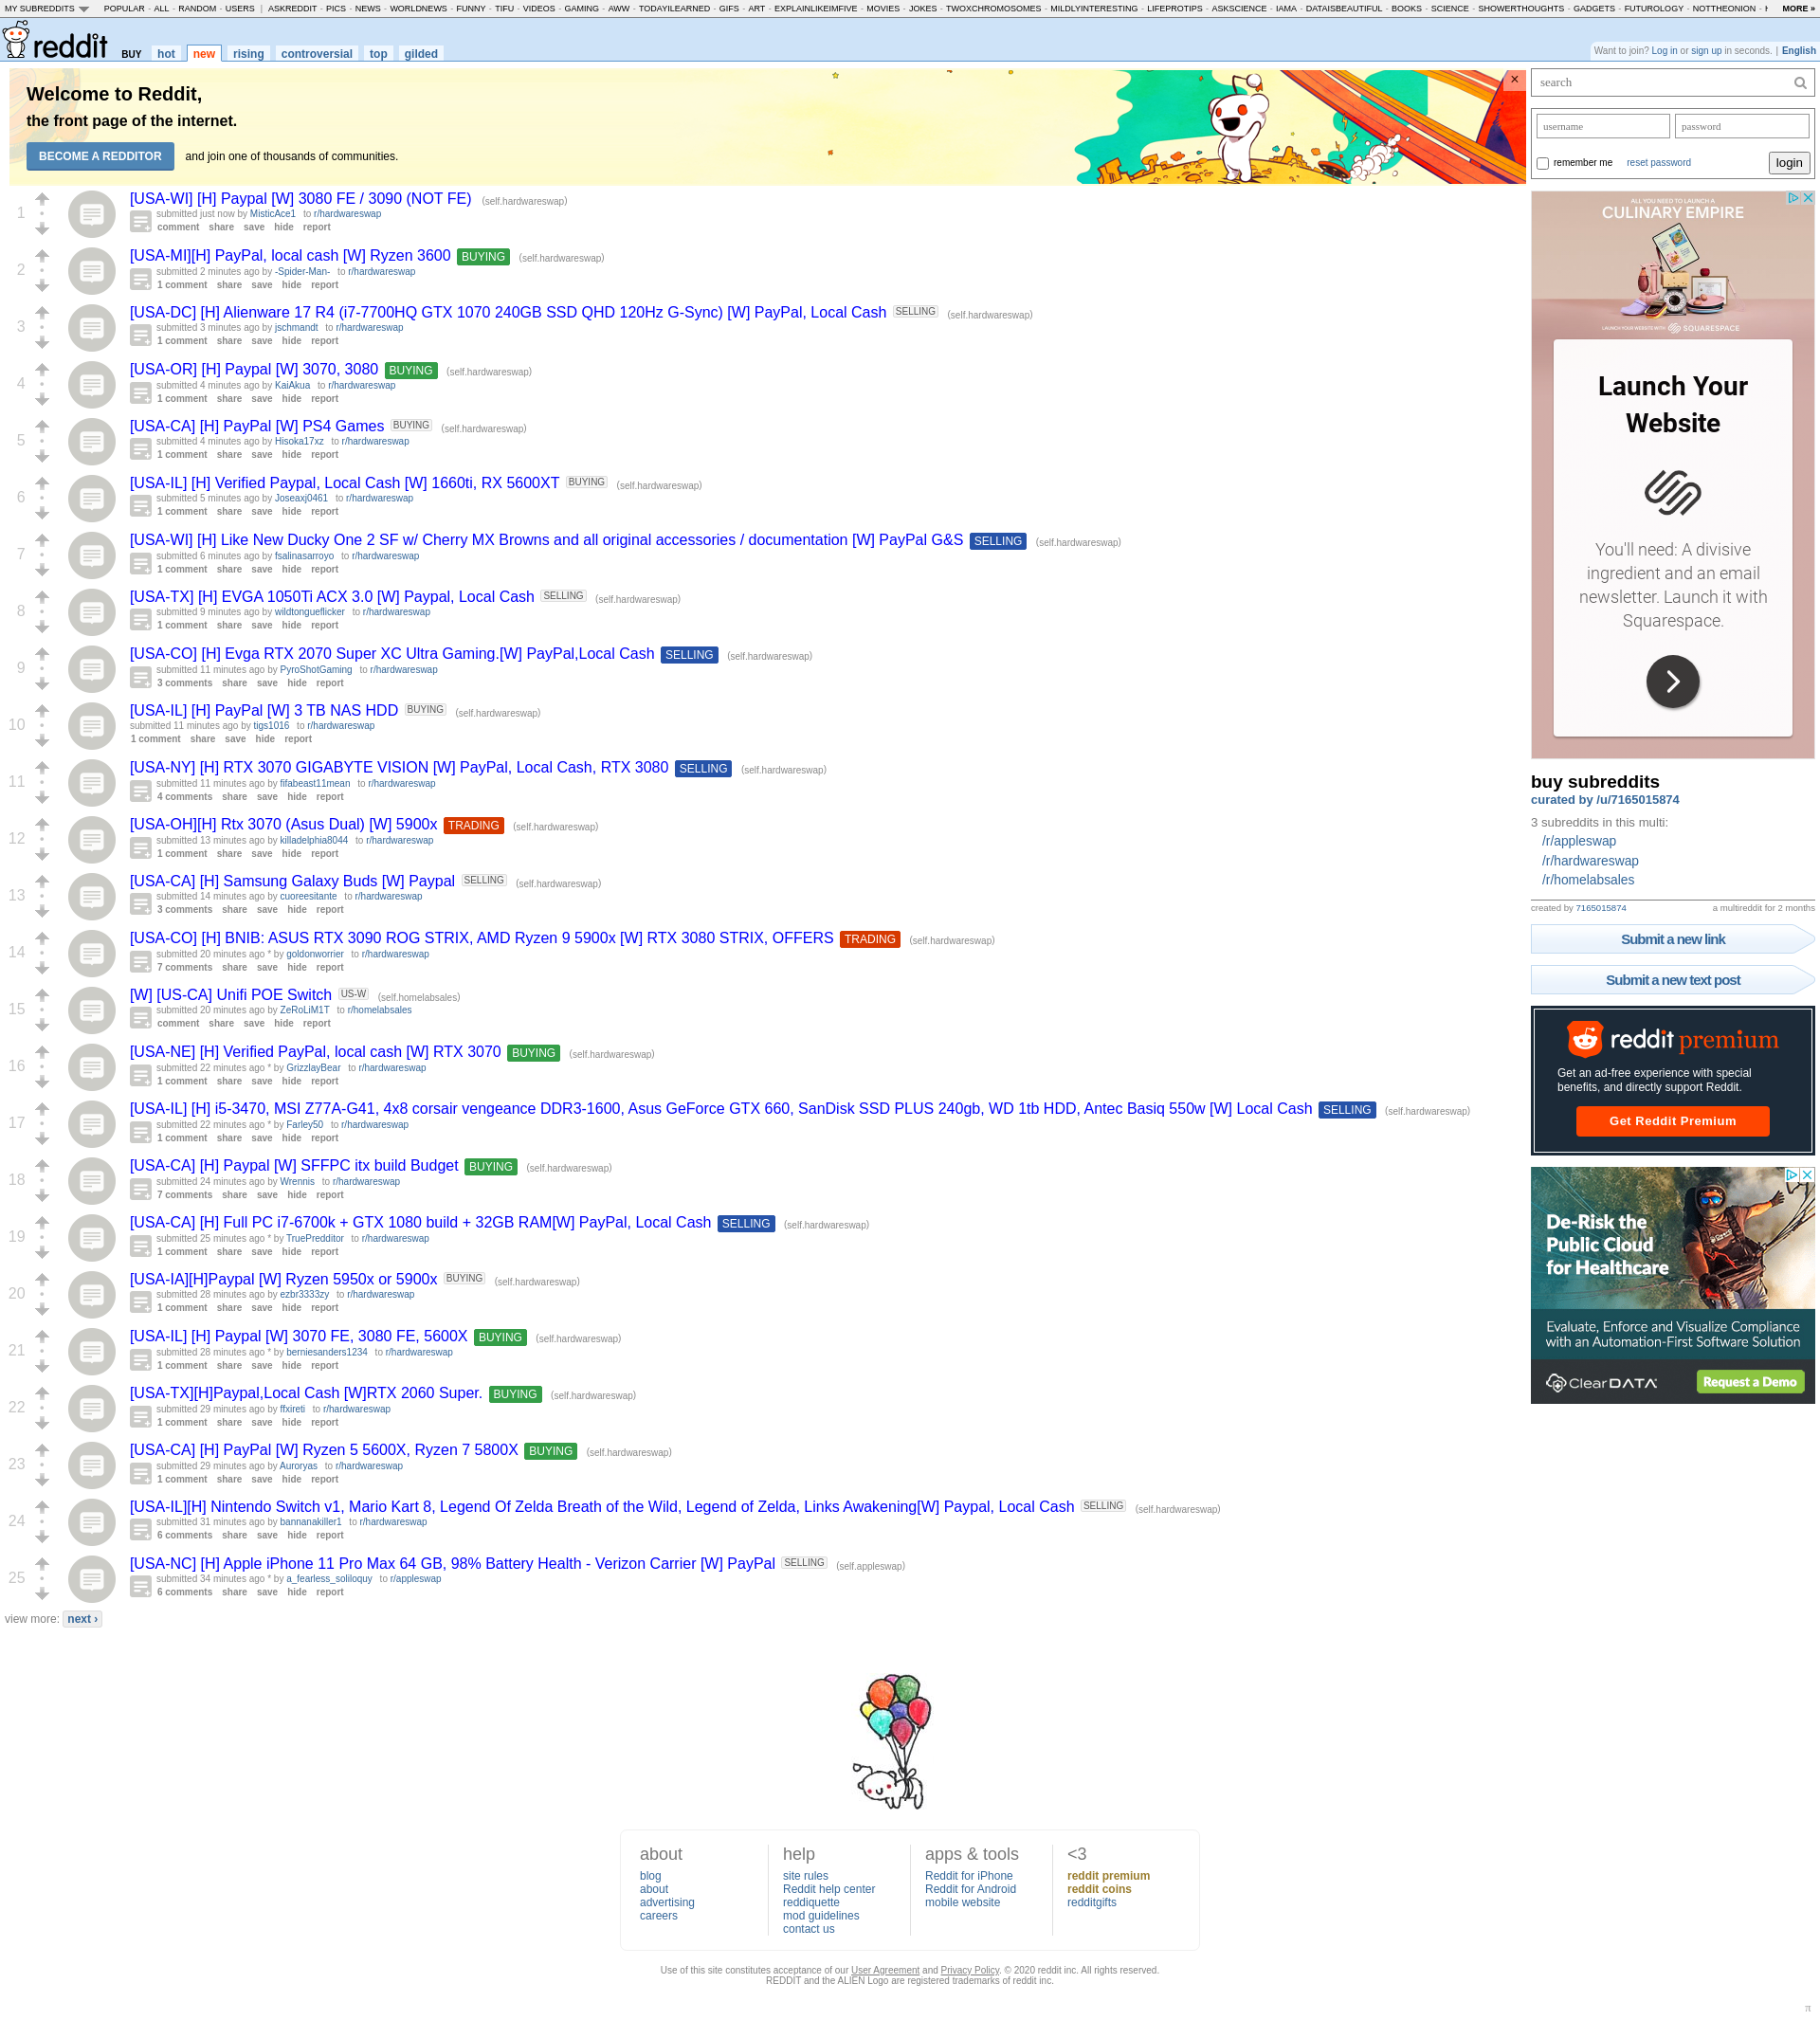 MY SUBREDDITS POPULAR - ALL - RANDOM - USERS | ASKREDDIT - PICS - NEWS - WORLDNEWS - FUNNY - TIFU - VIDEOS - GAMING - AWW - TODAYILEARNED - GIFS - ART - EXPLAINLIKEIMFIVE - MOVIES - JOKES - TWOXCHROMOSOMES - MILDLYINTERESTING - LIFEPROTIPS - ASKSCIENCE - IAMA - DATAISBEAUTIFUL - BOOKS - SCIENCE - SHOWERTHOUGHTS - GADGETS - FUTUROLOGY - NOTTHEONION - MORE »
reddit BUY hot new rising controversial top gilded
Want to join? Log in or sign up in seconds. | English
Welcome to Reddit,
the front page of the internet.
BECOME A REDDITOR and join one of thousands of communities.
×
1
[USA-WI] [H] Paypal [W] 3080 FE / 3090 (NOT FE) (self.hardwareswap)
submitted just now by MisticAce1 to r/hardwareswap
comment share save hide report
2
[USA-MI][H] PayPal, local cash [W] Ryzen 3600 BUYING (self.hardwareswap)
submitted 2 minutes ago by -Spider-Man- to r/hardwareswap
1 comment share save hide report
3
[USA-DC] [H] Alienware 17 R4 (i7-7700HQ GTX 1070 240GB SSD QHD 120Hz G-Sync) [W] PayPal, Local Cash SELLING (self.hardwareswap)
submitted 3 minutes ago by jschmandt to r/hardwareswap
1 comment share save hide report
4
[USA-OR] [H] Paypal [W] 3070, 3080 BUYING (self.hardwareswap)
submitted 4 minutes ago by KaiAkua to r/hardwareswap
1 comment share save hide report
5
[USA-CA] [H] PayPal [W] PS4 Games BUYING (self.hardwareswap)
submitted 4 minutes ago by Hisoka17xz to r/hardwareswap
1 comment share save hide report
6
[USA-IL] [H] Verified Paypal, Local Cash [W] 1660ti, RX 5600XT BUYING (self.hardwareswap)
submitted 5 minutes ago by Joseaxj0461 to r/hardwareswap
1 comment share save hide report
7
[USA-WI] [H] Like New Ducky One 2 SF w/ Cherry MX Browns and all original accessories / documentation [W] PayPal G&S SELLING (self.hardwareswap)
submitted 6 minutes ago by fsalinasarroyo to r/hardwareswap
1 comment share save hide report
8
[USA-TX] [H] EVGA 1050Ti ACX 3.0 [W] Paypal, Local Cash SELLING (self.hardwareswap)
submitted 9 minutes ago by wildtongueflicker to r/hardwareswap
1 comment share save hide report
9
[USA-CO] [H] Evga RTX 2070 Super XC Ultra Gaming.[W] PayPal,Local Cash SELLING (self.hardwareswap)
submitted 11 minutes ago by PyroShotGaming to r/hardwareswap
3 comments share save hide report
10
[USA-IL] [H] PayPal [W] 3 TB NAS HDD BUYING (self.hardwareswap)
submitted 11 minutes ago by tigs1016 to r/hardwareswap
1 comment share save hide report
11
[USA-NY] [H] RTX 3070 GIGABYTE VISION [W] PayPal, Local Cash, RTX 3080 SELLING (self.hardwareswap)
submitted 11 minutes ago by fifabeast11mean to r/hardwareswap
4 comments share save hide report
12
[USA-OH][H] Rtx 3070 (Asus Dual) [W] 5900x TRADING (self.hardwareswap)
submitted 13 minutes ago by killadelphia8044 to r/hardwareswap
1 comment share save hide report
13
[USA-CA] [H] Samsung Galaxy Buds [W] Paypal SELLING (self.hardwareswap)
submitted 14 minutes ago by cuoreesitante to r/hardwareswap
3 comments share save hide report
14
[USA-CO] [H] BNIB: ASUS RTX 3090 ROG STRIX, AMD Ryzen 9 5900x [W] RTX 3080 STRIX, OFFERS TRADING (self.hardwareswap)
submitted 20 minutes ago * by goldonworrier to r/hardwareswap
7 comments share save hide report
15
[W] [US-CA] Unifi POE Switch US-W (self.homelabsales)
submitted 20 minutes ago by ZeRoLiM1T to r/homelabsales
comment share save hide report
16
[USA-NE] [H] Verified PayPal, local cash [W] RTX 3070 BUYING (self.hardwareswap)
submitted 22 minutes ago * by GrizzlayBear to r/hardwareswap
1 comment share save hide report
17
[USA-IL] [H] i5-3470, MSI Z77A-G41, 4x8 corsair vengeance DDR3-1600, Asus GeForce GTX 660, SanDisk SSD PLUS 240gb, WD 1tb HDD, Antec Basiq 550w [W] Local Cash SELLING (self.hardwareswap)
submitted 22 minutes ago * by Farley50 to r/hardwareswap
1 comment share save hide report
18
[USA-CA] [H] Paypal [W] SFFPC itx build Budget BUYING (self.hardwareswap)
submitted 24 minutes ago by Wrennis to r/hardwareswap
7 comments share save hide report
19
[USA-CA] [H] Full PC i7-6700k + GTX 1080 build + 32GB RAM[W] PayPal, Local Cash SELLING (self.hardwareswap)
submitted 25 minutes ago * by TruePredditor to r/hardwareswap
1 comment share save hide report
20
[USA-IA][H]Paypal [W] Ryzen 5950x or 5900x BUYING (self.hardwareswap)
submitted 28 minutes ago by ezbr3333zy to r/hardwareswap
1 comment share save hide report
21
[USA-IL] [H] Paypal [W] 3070 FE, 3080 FE, 5600X BUYING (self.hardwareswap)
submitted 28 minutes ago * by berniesanders1234 to r/hardwareswap
1 comment share save hide report
22
[USA-TX][H]Paypal,Local Cash [W]RTX 2060 Super. BUYING (self.hardwareswap)
submitted 29 minutes ago by ffxireti to r/hardwareswap
1 comment share save hide report
23
[USA-CA] [H] PayPal [W] Ryzen 5 5600X, Ryzen 7 5800X BUYING (self.hardwareswap)
submitted 29 minutes ago by Auroryas to r/hardwareswap
1 comment share save hide report
24
[USA-IL][H] Nintendo Switch v1, Mario Kart 8, Legend Of Zelda Breath of the Wild, Legend of Zelda, Links Awakening[W] Paypal, Local Cash SELLING (self.hardwareswap)
submitted 31 minutes ago by bannanakiller1 to r/hardwareswap
6 comments share save hide report
25
[USA-NC] [H] Apple iPhone 11 Pro Max 64 GB, 98% Battery Health - Verizon Carrier [W] PayPal SELLING (self.appleswap)
submitted 34 minutes ago * by a_fearless_soliloquy to r/appleswap
6 comments share save hide report
view more: next ›
search
username password
remember me reset password login
ALL YOU NEED TO LAUNCH A
CULINARY EMPIRE
LAUNCH YOUR WEBSITE WITH SQUARESPACE
Launch Your
Website
You'll need: A divisive
ingredient and an email
newsletter. Launch it with
Squarespace.
buy subreddits
curated by /u/7165015874
3 subreddits in this multi:
/r/appleswap
/r/hardwareswap
/r/homelabsales
created by 7165015874 a multireddit for 2 months
Submit a new link
Submit a new text post
reddit premium
Get an ad-free experience with special
benefits, and directly support Reddit.
Get Reddit Premium
De-Risk the
Public Cloud
for Healthcare
Evaluate, Enforce and Visualize Compliance
with an Automation-First Software Solution
ClearDATA Request a Demo
about
blog
about
advertising
careers
help
site rules
Reddit help center
reddiquette
mod guidelines
contact us
apps & tools
Reddit for iPhone
Reddit for Android
mobile website
<3
reddit premium
reddit coins
redditgifts
Use of this site constitutes acceptance of our User Agreement and Privacy Policy. © 2020 reddit inc. All rights reserved.
REDDIT and the ALIEN Logo are registered trademarks of reddit inc.
π